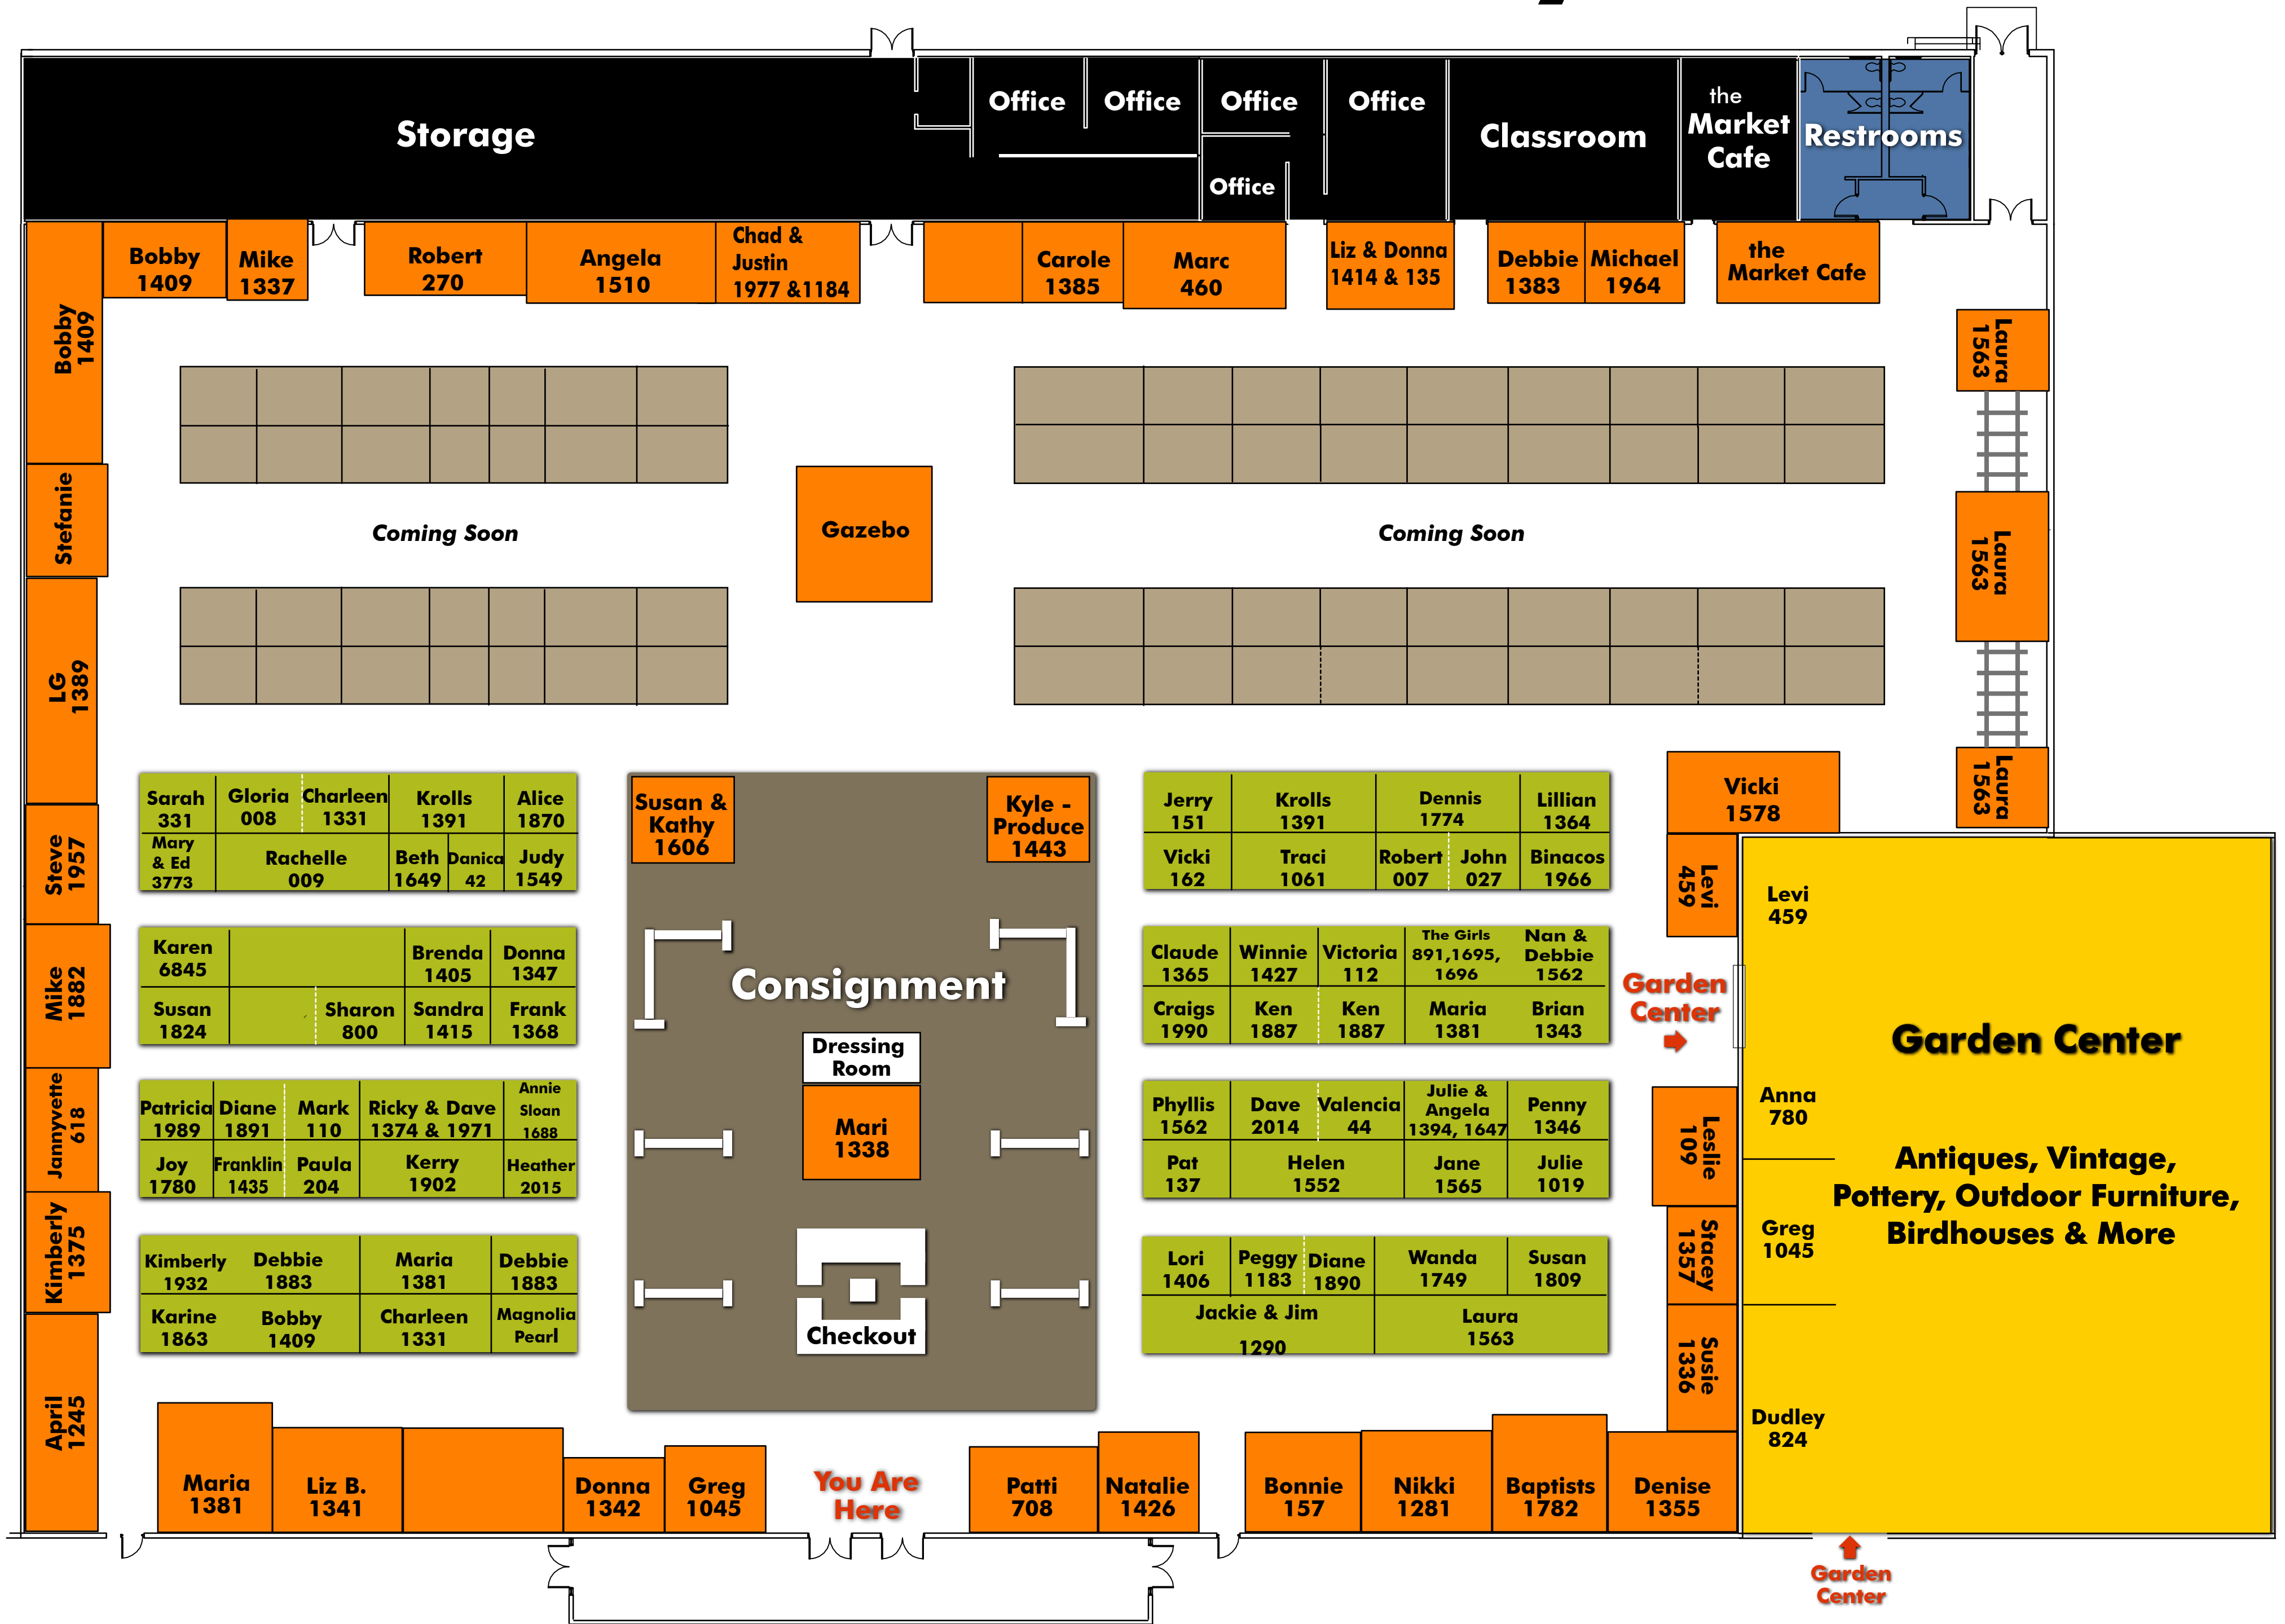 Storage
Office
Office
Office
Office
Office
Classroom
the
Market
Cafe
Restrooms
Bobby
1409
Mike
1337
Robert
270
Angela
1510
Chad &
Justin
1977 &1184
Carole
1385
Marc
460
Liz & Donna
1414 & 135
Debbie
1383
Michael
1964
the
Market Cafe
Bobby
1409
Stefanie
LG
1389
Steve
1957
Mike
1882
Jannyvette
618
Kimberly
1375
April
1245
Coming Soon
Gazebo
Coming Soon
Laura
1563
Laura
1563
Laura
1563
Sarah
331
Gloria
008
Charleen
1331
Krolls
1391
Alice
1870
Mary
& Ed
3773
Rachelle
009
Beth
1649
Danica
42
Judy
1549
Karen
6845
Brenda
1405
Donna
1347
Susan
1824
Sharon
800
Sandra
1415
Frank
1368
Patricia
1989
Diane
1891
Mark
110
Ricky & Dave
1374 & 1971
Annie
Sloan
1688
Joy
1780
Franklin
1435
Paula
204
Kerry
1902
Heather
2015
Kimberly
1932
Debbie
1883
Maria
1381
Debbie
1883
Karine
1863
Bobby
1409
Charleen
1331
Magnolia
Pearl
Susan &
Kathy
1606
Kyle -
Produce
1443
Consignment
Dressing
Room
Mari
1338
Checkout
Jerry
151
Krolls
1391
Dennis
1774
Lillian
1364
Vicki
162
Traci
1061
Robert
007
John
027
Binacos
1966
Claude
1365
Winnie
1427
Victoria
112
The Girls
891,1695,
1696
Nan &
Debbie
1562
Craigs
1990
Ken
1887
Ken
1887
Maria
1381
Brian
1343
Phyllis
1562
Dave
2014
Valencia
44
Julie &
Angela
1394, 1647
Penny
1346
Pat
137
Helen
1552
Jane
1565
Julie
1019
Lori
1406
Peggy
1183
Diane
1890
Wanda
1749
Susan
1809
Jackie & Jim
1290
Laura
1563
Vicki
1578
Levi
459
Garden
Center
Leslie
109
Stacey
1357
Susie
1336
Levi
459
Garden Center
Anna
780
Antiques, Vintage,
Pottery, Outdoor Furniture,
Birdhouses & More
Greg
1045
Dudley
824
Maria
1381
Liz B.
1341
Donna
1342
Greg
1045
You Are
Here
Patti
708
Natalie
1426
Bonnie
157
Nikki
1281
Baptists
1782
Denise
1355
Garden
Center